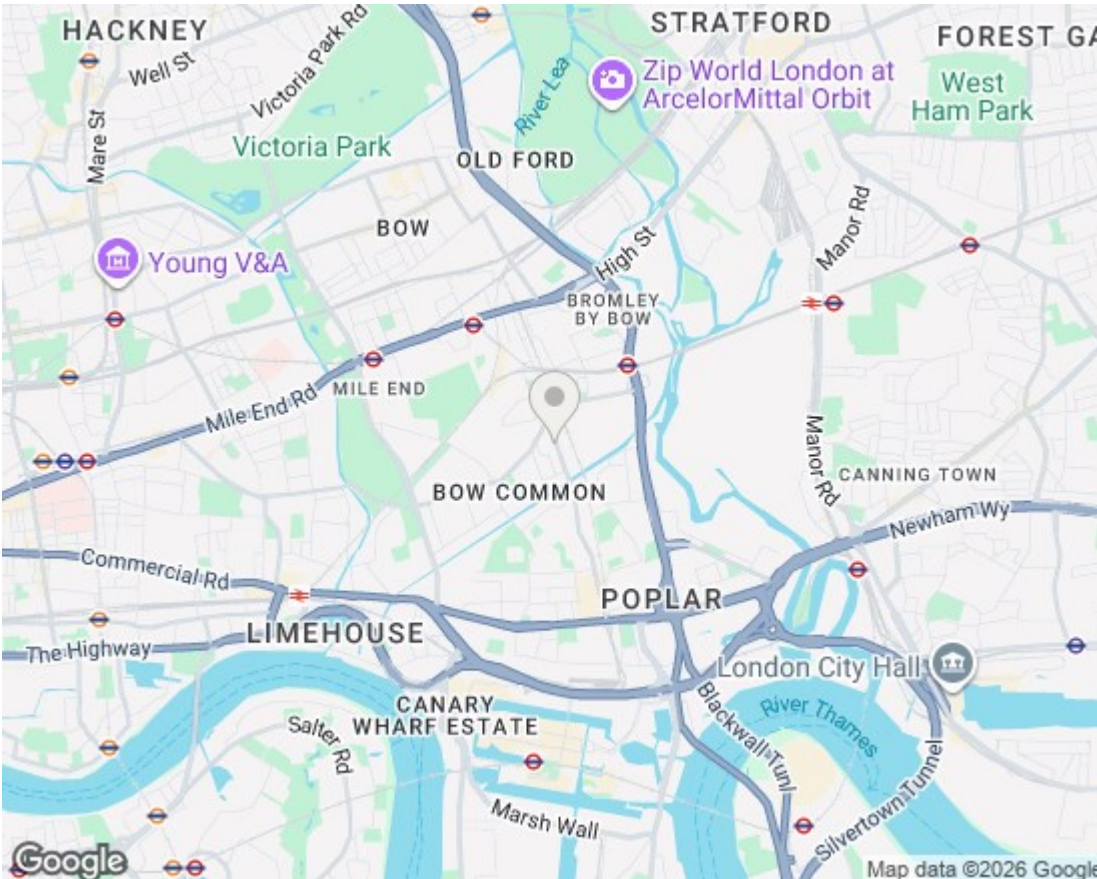 HACKNEY
STRATFORD
FOREST GA
Well St
Victoria Park Rd
River Lea
Zip World London at
ArcelorMittal Orbit
West
Ham Park
Mare St
Victoria Park
OLD FORD
BOW
High St
Manor Rd
Young V&A
BROMLEY
BY BOW
MILE END
Mile End Rd
Manor Rd
BOW COMMON
CANNING TOWN
Newham Wy
Commercial Rd
POPLAR
LIMEHOUSE
The Highway
London City Hall
CANARY
WHARF ESTATE
Salter Rd
Blackwall Tunl
River Thames
Marsh Wall
Silvertown Tunnel
Google
Map data ©2026 Google